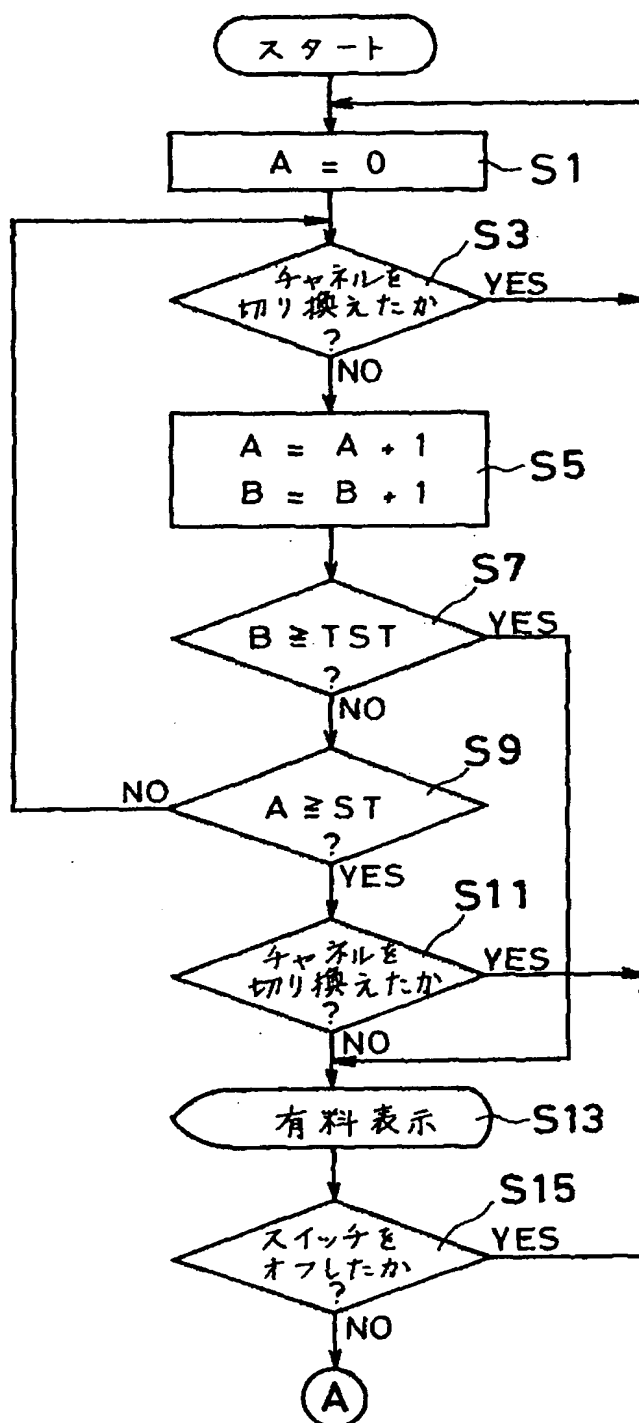 スタート
A = 0
S1
S3
チャネルを
切り換えたか
?
YES
NO
A = A + 1
B = B + 1
S5
S7
B ≧ TST
?
YES
NO
S9
A ≧ ST
?
NO
YES
S11
チャネルを
切り換えたか
?
YES
NO
有料表示
S13
S15
スイッチを
オフしたか
?
YES
NO
A